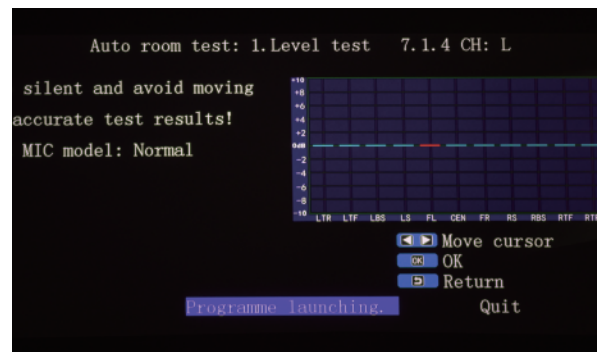 Auto room test: 1.Level test 7.1.4 CH: L
silent and avoid moving
accurate test results!
MIC model: Normal
+10
+8
+6
+4
+2
0dB
-2
-4
-6
-8
-10
LTR LTF LBS LS FL CEN FR RS RBS RTF RTR
Move cursor
OK OK
Return
Programme launching. Quit